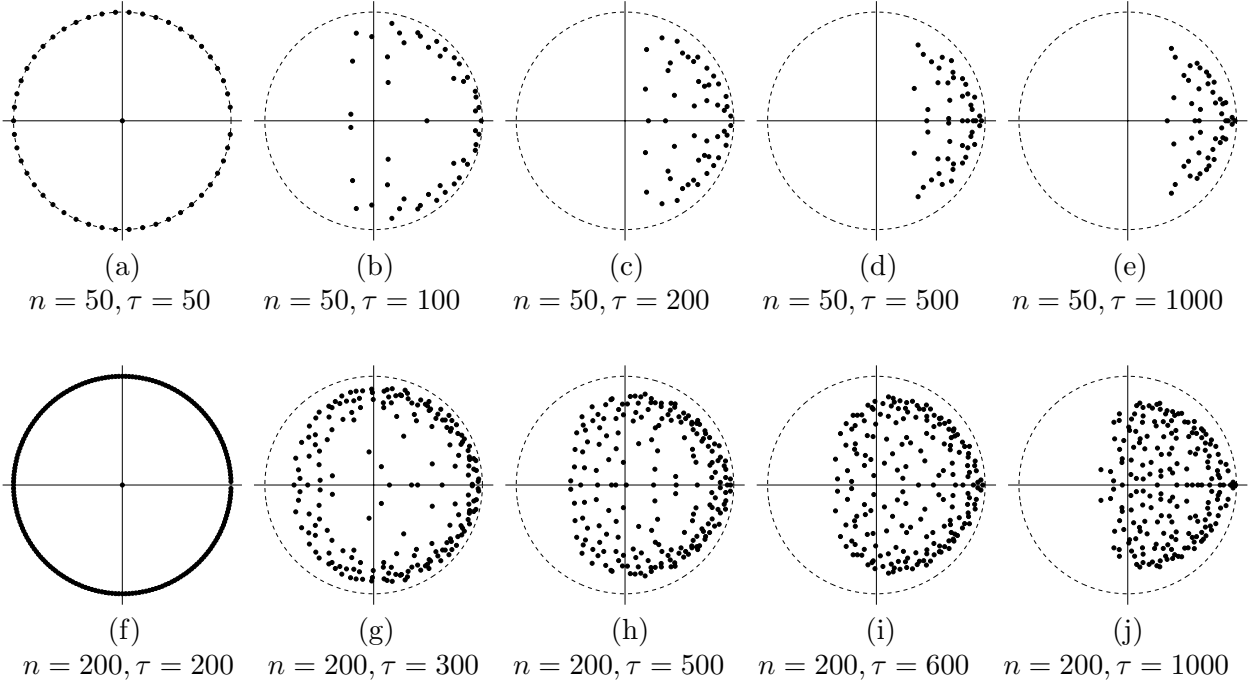 (a) (b) (c) (d) (e)
n = 50, τ = 50 n = 50, τ = 100 n = 50, τ = 200 n = 50, τ = 500 n = 50, τ = 1000
(f) (g) (h) (i) (j)
n = 200, τ = 200 n = 200, τ = 300 n = 200, τ = 500 n = 200, τ = 600 n = 200, τ = 1000